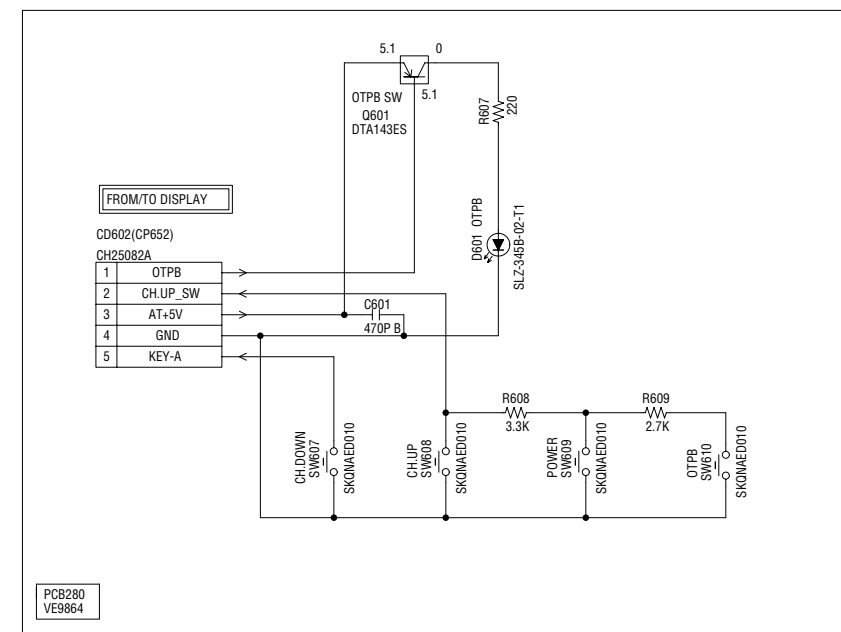 5.1
0
OTPB SW
Q601
DTA143ES
5.1
R607
220
FROM/TO DISPLAY
D601 OTPB
SLZ-345B-02-T1
CD602(CP652)
CH25082A
1 OTPB
2 CH.UP_SW
3 AT+5V
4 GND
5 KEY-A
C601
470P B
R608
3.3K
R609
2.7K
CH.DOWN
SW607
SKQNAED010
CH.UP
SW608
SKQNAED010
POWER
SW609
SKQNAED010
OTPB
SW610
SKQNAED010
PCB280
VE9864